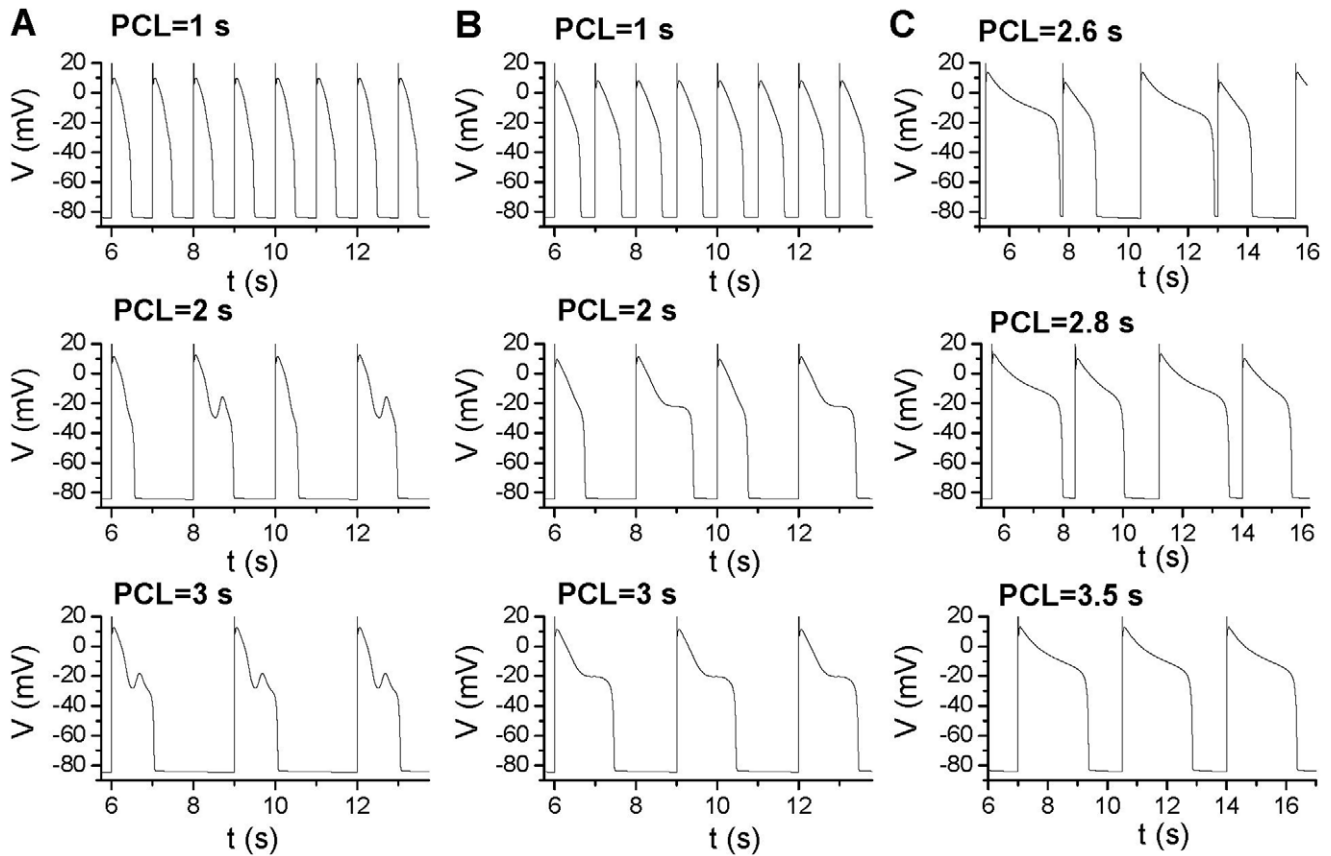 A
PCL=1 s
20
0
-20
-40
-60
-80
V (mV)
6 8 10 12
t (s)
PCL=2 s
20
0
-20
-40
-60
-80
V (mV)
6 8 10 12
t (s)
PCL=3 s
20
0
-20
-40
-60
-80
V (mV)
6 8 10 12
t (s)
B
PCL=1 s
20
0
-20
-40
-60
-80
V (mV)
6 8 10 12
t (s)
PCL=2 s
20
0
-20
-40
-60
-80
V (mV)
6 8 10 12
t (s)
PCL=3 s
20
0
-20
-40
-60
-80
V (mV)
6 8 10 12
t (s)
C
PCL=2.6 s
20
0
-20
-40
-60
-80
V (mV)
6 8 10 12 14 16
t (s)
PCL=2.8 s
20
0
-20
-40
-60
-80
V (mV)
6 8 10 12 14 16
t (s)
PCL=3.5 s
20
0
-20
-40
-60
-80
V (mV)
6 8 10 12 14 16
t (s)